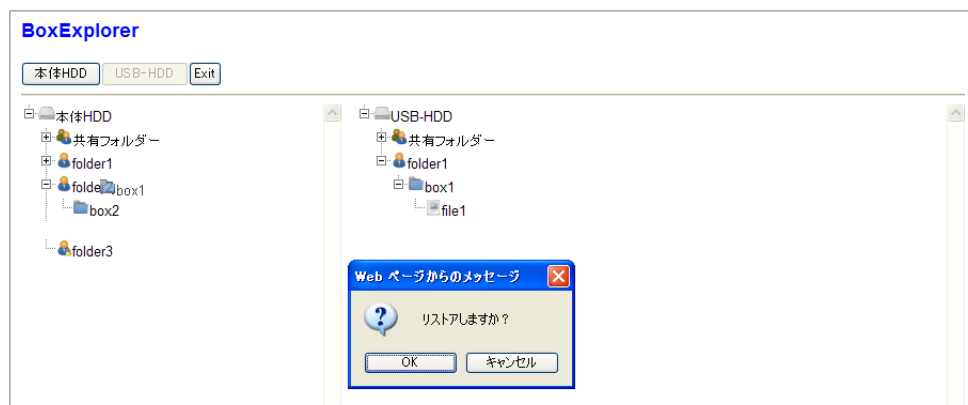 BoxExplorer
本体HDD USB-HDD Exit
本体HDD
共有フォルダー
folder1
folde box1
box2
folder3
USB-HDD
共有フォルダー
folder1
box1
file1
Web ページからのメッセージ
リストアしますか？
OK キャンセル